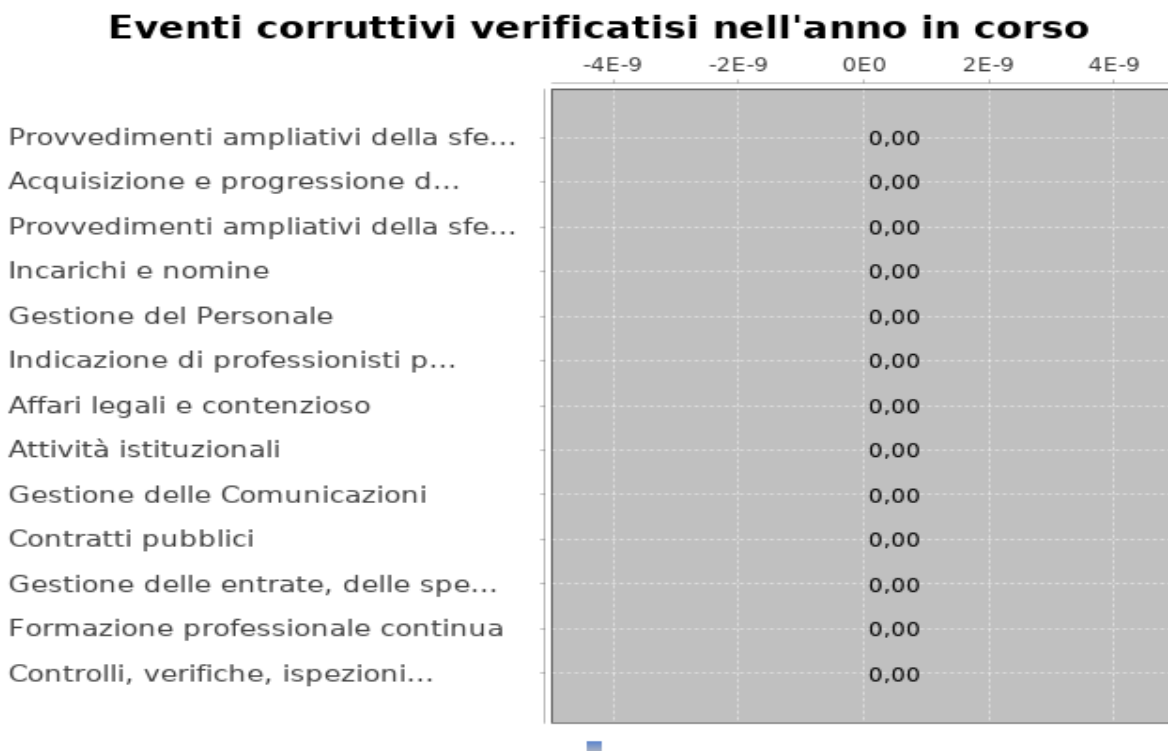 Eventi corruttivi verificatisi nell'anno in corso
-4E-9 -2E-9 0E0 2E-9 4E-9
Provvedimenti ampliativi della sfe... 0,00
Acquisizione e progressione d... 0,00
Provvedimenti ampliativi della sfe... 0,00
Incarichi e nomine 0,00
Gestione del Personale 0,00
Indicazione di professionisti p... 0,00
Affari legali e contenzioso 0,00
Attività istituzionali 0,00
Gestione delle Comunicazioni 0,00
Contratti pubblici 0,00
Gestione delle entrate, delle spe... 0,00
Formazione professionale continua 0,00
Controlli, verifiche, ispezioni... 0,00